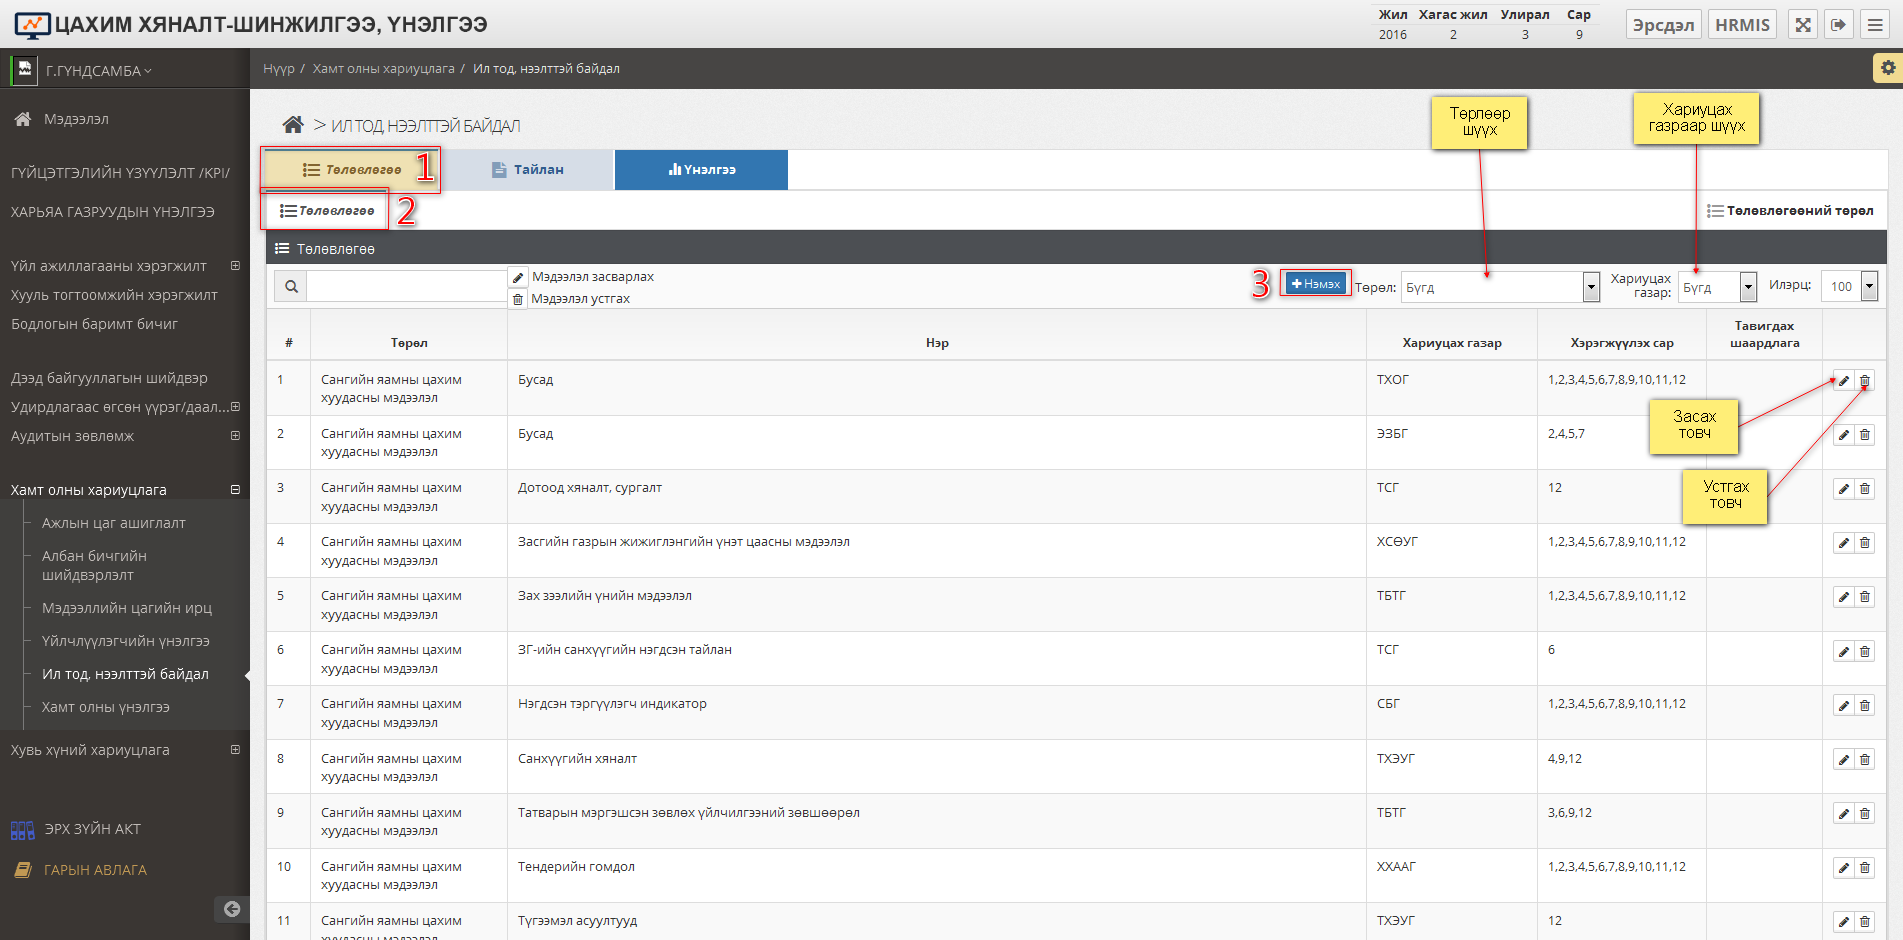 ЦАХИМ ХЯНАЛТ-ШИНЖИЛГЭЭ, ҮНЭЛГЭЭ
Жил Хагас жил Улирал Сар
2016 2 3 9
Эрсдэл HRMIS
Г.ГҮНДСАМБА
Нүүр / Хамт олны хариуцлага / Ил тод, нээлттэй байдал
Мэдээлэл
ГҮЙЦЭТГЭЛИЙН ҮЗҮҮЛЭЛТ /KPI/
ХАРЬЯА ГАЗРУУДЫН ҮНЭЛГЭЭ
Үйл ажиллагааны хэрэгжилт
Хууль тогтоомжийн хэрэгжилт
Бодлогын баримт бичиг
Дээд байгууллагын шийдвэр
Удирдлагаас өгсөн үүрэг/даал...
Аудитын зөвлөмж
Хамт олны хариуцлага
Ажлын цаг ашиглалт
Албан бичгийн
шийдвэрлэлт
Мэдээллийн цагийн ирц
Үйлчлүүлэгчийн үнэлгээ
Ил тод, нээлттэй байдал
Хамт олны үнэлгээ
Хувь хүний хариуцлага
ЭРХ ЗҮЙН АКТ
ГАРЫН АВЛАГА
> ИЛ ТОД, НЭЭЛТТЭЙ БАЙДАЛ
Төрлөөр
шүүх
Хариуцах
газраар шүүх
Төлөвлөгөө 1 Тайлан Үнэлгээ
Төлөвлөгөө 2 Төлөвлөгөөний төрөл
Төлөвлөгөө
Мэдээлэл засварлах
Мэдээлэл устгах
3 Нэмэх Төрөл: Бүгд Хариуцах
газар: Бүгд Илэрц: 100
# Төрөл Нэр Хариуцах газар Хэрэгжүүлэх сар Тавигдах
шаардлага
1 Сангийн яамны цахим Бусад ТХОГ 1,2,3,4,5,6,7,8,9,10,11,12
хуудасны мэдээлэл
Засах
товч
2 Сангийн яамны цахим Бусад ЭЗБГ 2,4,5,7
хуудасны мэдээлэл
3 Сангийн яамны цахим Дотоод хяналт, сургалт ТСГ 12
хуудасны мэдээлэл
Устгах
товч
4 Сангийн яамны цахим Засгийн газрын жижиглэнгийн үнэт цаасны мэдээлэл ХСӨУГ 1,2,3,4,5,6,7,8,9,10,11,12
хуудасны мэдээлэл
5 Сангийн яамны цахим Зах зээлийн үнийн мэдээлэл ТБТГ 1,2,3,4,5,6,7,8,9,10,11,12
хуудасны мэдээлэл
6 Сангийн яамны цахим ЗГ-ийн санхүүгийн нэгдсэн тайлан ТСГ 6
хуудасны мэдээлэл
7 Сангийн яамны цахим Нэгдсэн тэргүүлэгч индикатор СБГ 1,2,3,4,5,6,7,8,9,10,11,12
хуудасны мэдээлэл
8 Сангийн яамны цахим Санхүүгийн хяналт ТХЭУГ 4,9,12
хуудасны мэдээлэл
9 Сангийн яамны цахим Татварын мэргэшсэн зөвлөх үйлчилгээний зөвшөөрөл ТБТГ 3,6,9,12
хуудасны мэдээлэл
10 Сангийн яамны цахим Тендерийн гомдол ХХААГ 1,2,3,4,5,6,7,8,9,10,11,12
хуудасны мэдээлэл
11 Сангийн яамны цахим Түгээмэл асуултууд ТХЭУГ 12
хуудасны мэдээлэл